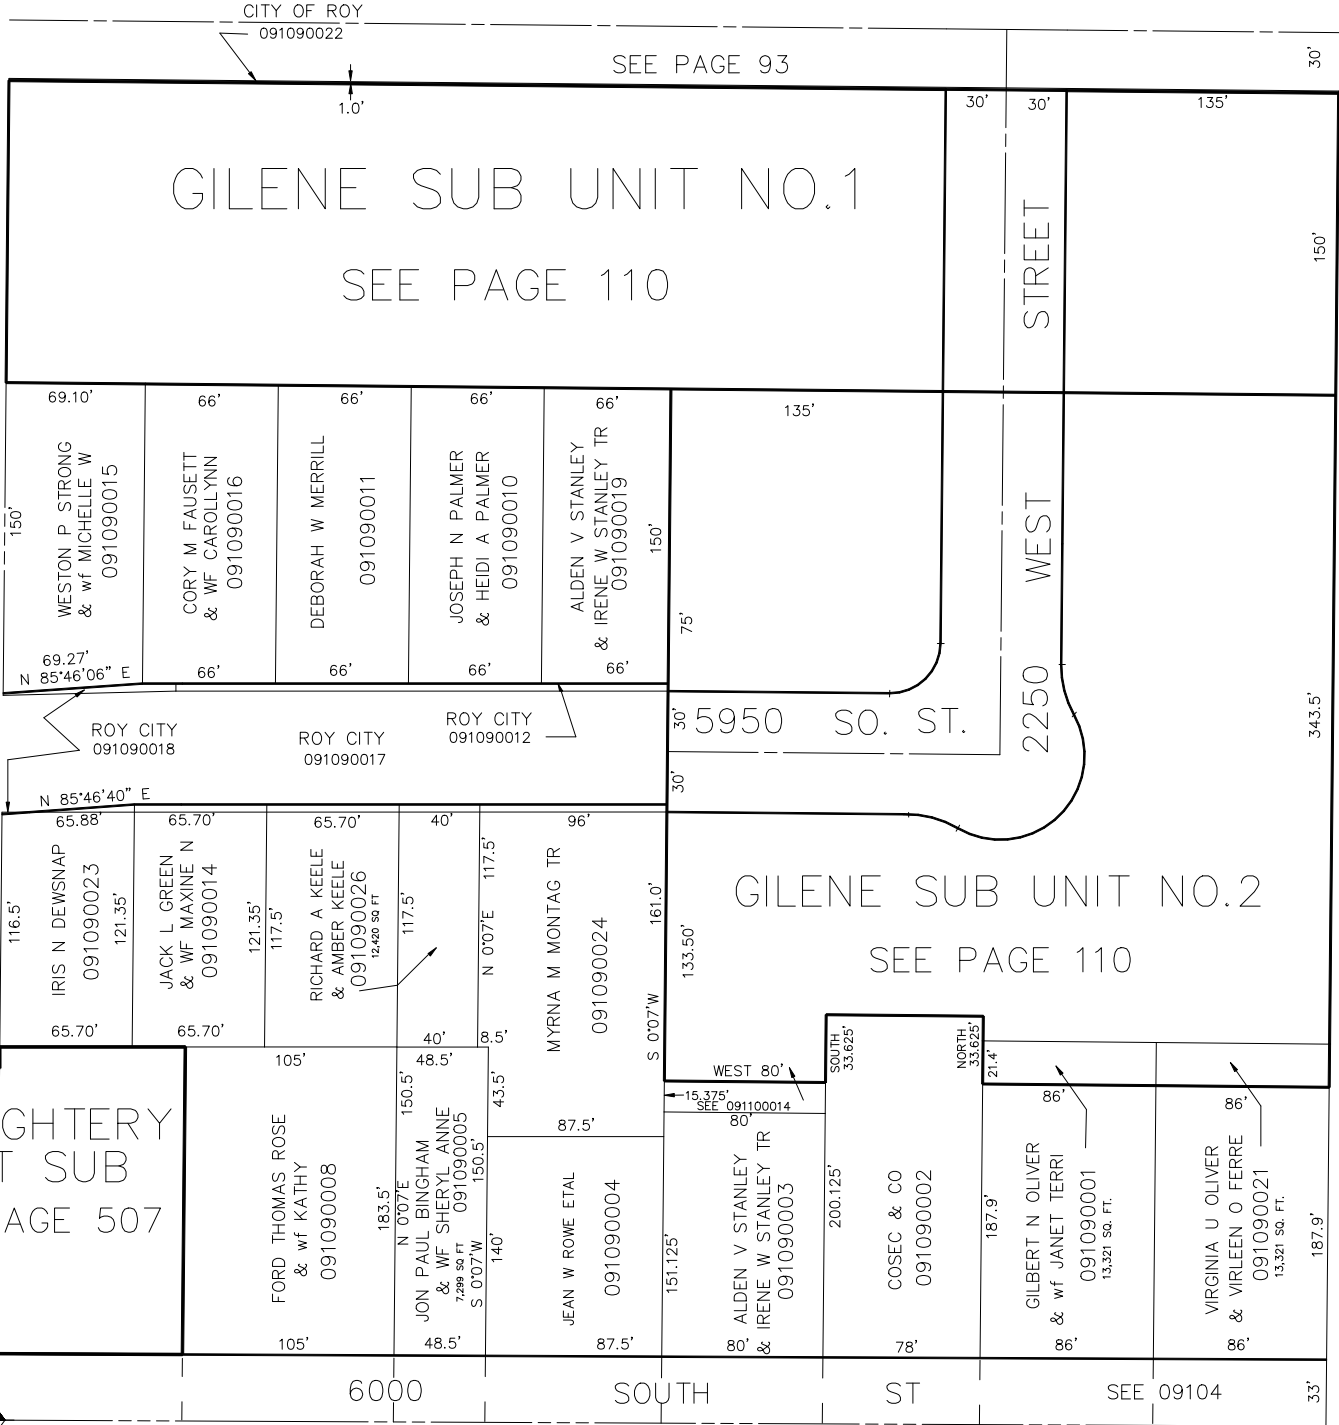 CITY OF ROY
091090022
SEE PAGE 93
30'
1.0'
30'
30'
135'
GILENE SUB UNIT NO.1
SEE PAGE 110
STREET
150'
69.10'
66'
66'
66'
66'
135'
150'
WESTON P STRONG
& wf MICHELLE W
091090015
CORY M FAUSETT
& WF CAROLLYNN
091090016
DEBORAH W MERRILL
091090011
JOSEPH N PALMER
& HEIDI A PALMER
091090010
ALDEN V STANLEY
& IRENE W STANLEY TR
091090019
150'
75'
WEST
69.27'
N 85°46'06" E
66'
66'
66'
66'
ROY CITY
091090018
ROY CITY
091090017
ROY CITY
091090012
30'
5950 SO. ST.
2250
343.5'
30'
N 85°46'40" E
65.88'
65.70'
65.70'
40'
96'
116.5'
IRIS N DEWSNAP
091090023
121.35'
JACK L GREEN
& WF MAXINE N
091090014
121.35'
117.5'
RICHARD A KEELE
& AMBER KEELE
091090026
12,420 SQ FT
117.5'
117.5'
N 0°07'E
MYRNA M MONTAG TR
091090024
161.0'
S 0°07'W
133.50'
GILENE SUB UNIT NO.2
SEE PAGE 110
65.70'
65.70'
40'
8.5'
SOUTH
33.625'
NORTH
33.625'
21.4'
105'
48.5'
WEST 80'
15.375'
SEE 091100014
80'
86'
86'
GHTERY
T SUB
AGE 507
FORD THOMAS ROSE
& wf KATHY
091090008
183.5'
150.5'
N 0°07'E
JON PAUL BINGHAM
& WF SHERYL ANNE
091090005
7,299 SQ FT
150.5'
S 0°07'W
43.5'
140'
87.5'
JEAN W ROWE ETAL
091090004
151.125'
ALDEN V STANLEY
& IRENE W STANLEY TR
091090003
200.125'
COSEC & CO
091090002
187.9'
GILBERT N OLIVER
& wf JANET TERRI
091090001
13,321 SQ. FT.
VIRGINIA U OLIVER
& VIRLEEN O FERRE
091090021
13,321 SQ. FT.
187.9'
105'
48.5'
87.5'
80'
78'
86'
86'
6000 SOUTH ST
SEE 09104
33'